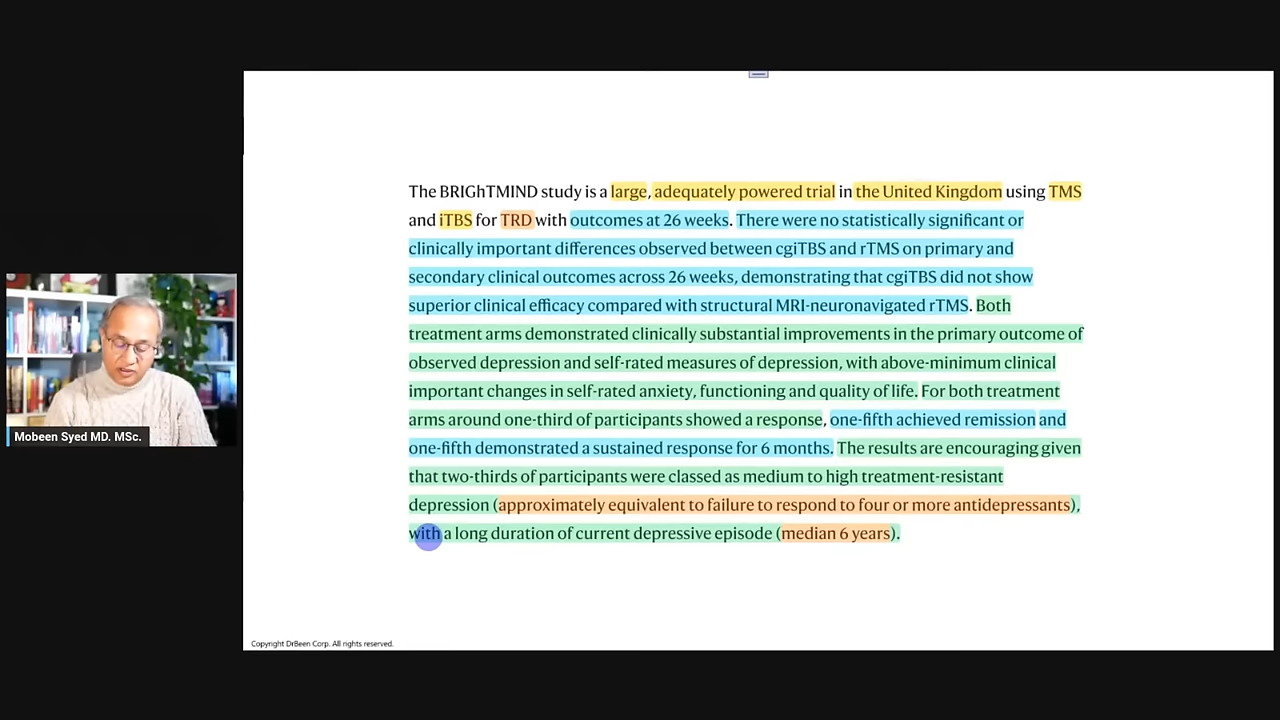 The BRIGhTMIND study is a large, adequately powered trial in the United Kingdom using TMS
and iTBS for TRD with outcomes at 26 weeks. There were no statistically significant or
clinically important differences observed between cgiTBS and rTMS on primary and
secondary clinical outcomes across 26 weeks, demonstrating that cgiTBS did not show
superior clinical efficacy compared with structural MRI-neuronavigated rTMS. Both
treatment arms demonstrated clinically substantial improvements in the primary outcome of
observed depression and self-rated measures of depression, with above-minimum clinical
important changes in self-rated anxiety, functioning and quality of life. For both treatment
arms around one-third of participants showed a response, one-fifth achieved remission and
one-fifth demonstrated a sustained response for 6 months. The results are encouraging given
that two-thirds of participants were classed as medium to high treatment-resistant
depression (approximately equivalent to failure to respond to four or more antidepressants),
with a long duration of current depressive episode (median 6 years).
Mobeen Syed MD. MSc.
Copyright DrBeen Corp. All rights reserved.